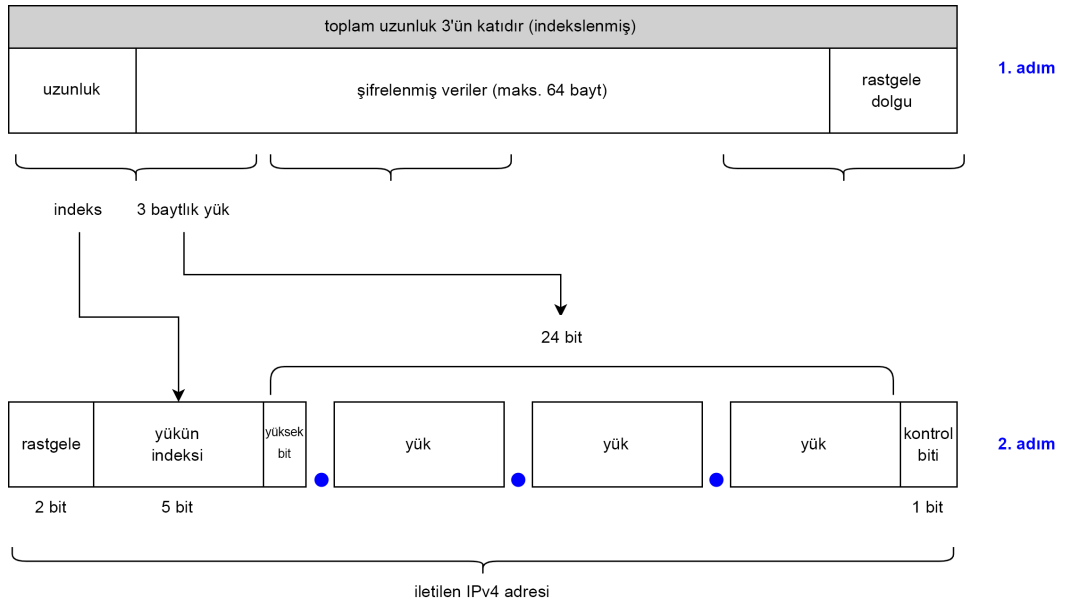 toplam uzunluk 3'ün katıdır (indekslenmiş)
1. adım
uzunluk
şifrelenmiş veriler (maks. 64 bayt)
rastgele
dolgu
indeks
3 baytlık yük
24 bit
rastgele
yükün
indeksi
yüksek
bit
yük
yük
yük
kontrol
biti
2. adım
2 bit
5 bit
1 bit
iletilen IPv4 adresi